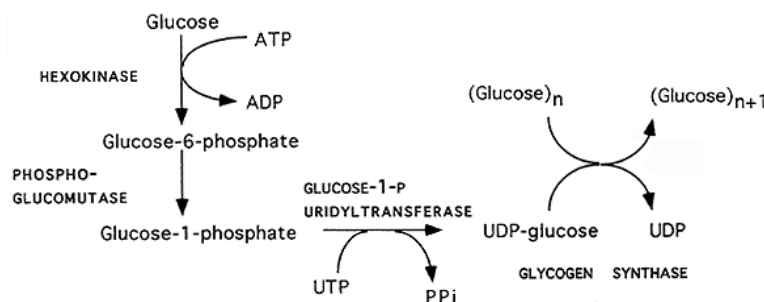 Glucose
ATP
HEXOKINASE
ADP
(Glucose)n
(Glucose)n+1
Glucose-6-phosphate
PHOSPHO-
GLUCOMUTASE
GLUCOSE-1-P
URIDYLTRANSFERASE
Glucose-1-phosphate
UDP-glucose
UDP
UTP
PPi
GLYCOGEN SYNTHASE